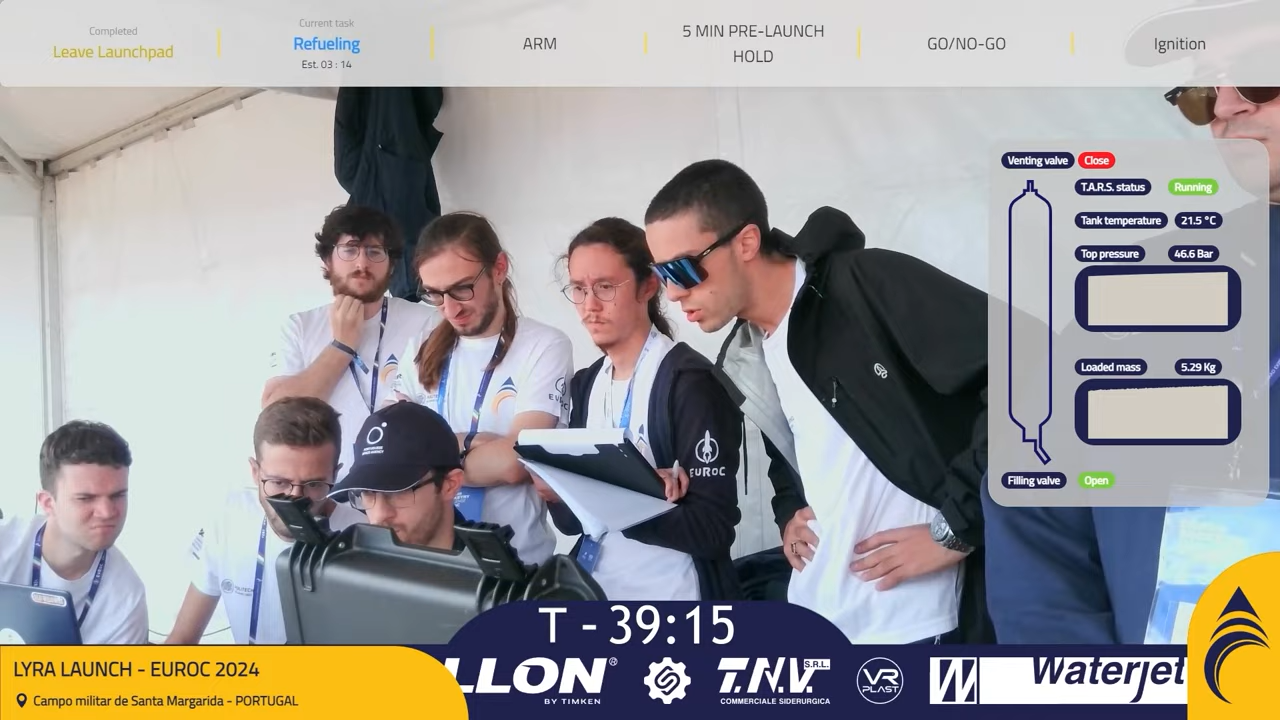 Completed
Leave Launchpad
Current task
Refueling
Est. 03 : 14
ARM
5 MIN PRE-LAUNCH
HOLD
GO/NO-GO
Ignition
Venting valve Close
T.A.R.S. status Running
Tank temperature 21.5 °C
Top pressure 46.6 Bar
Loaded mass 5.29 Kg
Filling valve Open
EUROC
T - 39:15
LYRA LAUNCH - EUROC 2024
Campo militar de Santa Margarida - PORTUGAL
LLON®
BY TIMKEN
T.N.V. S.R.L.
COMMERCIALE SIDERURGICA
VR
PLAST
Waterjet